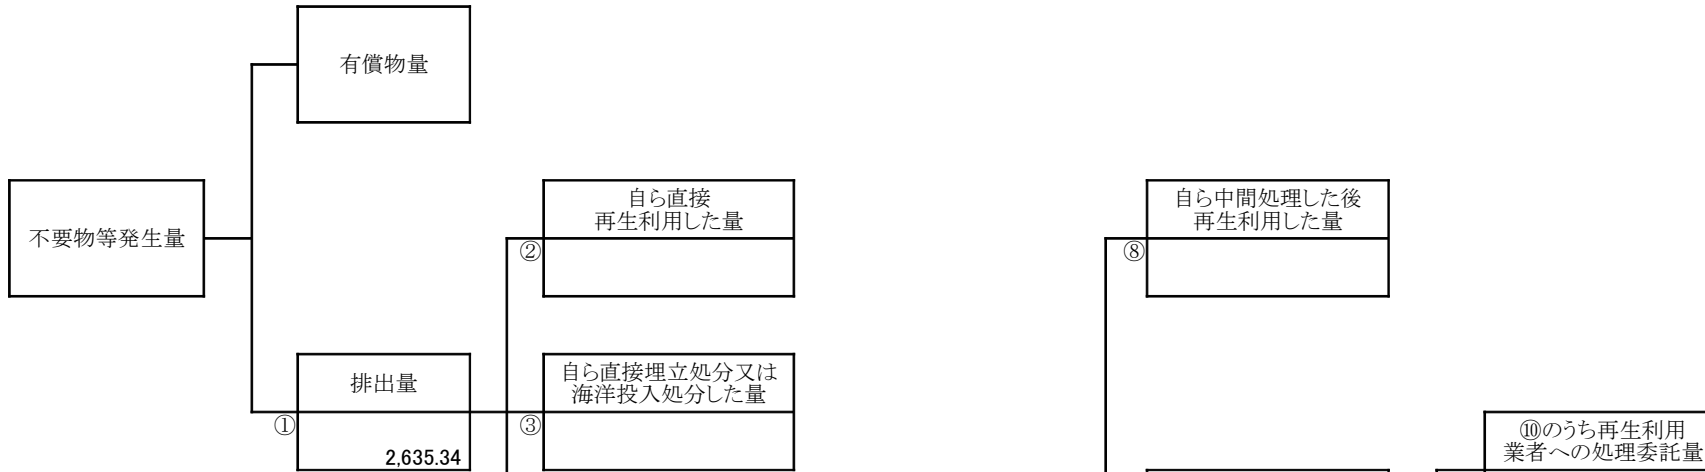 有償物量
不要物等発生量
自ら直接
再生利用した量
②
自ら中間処理した後
再生利用した量
⑧
排出量
①
2,635.34
自ら直接埋立処分又は
海洋投入処分した量
③
⑩のうち再生利用
業者への処理委託量